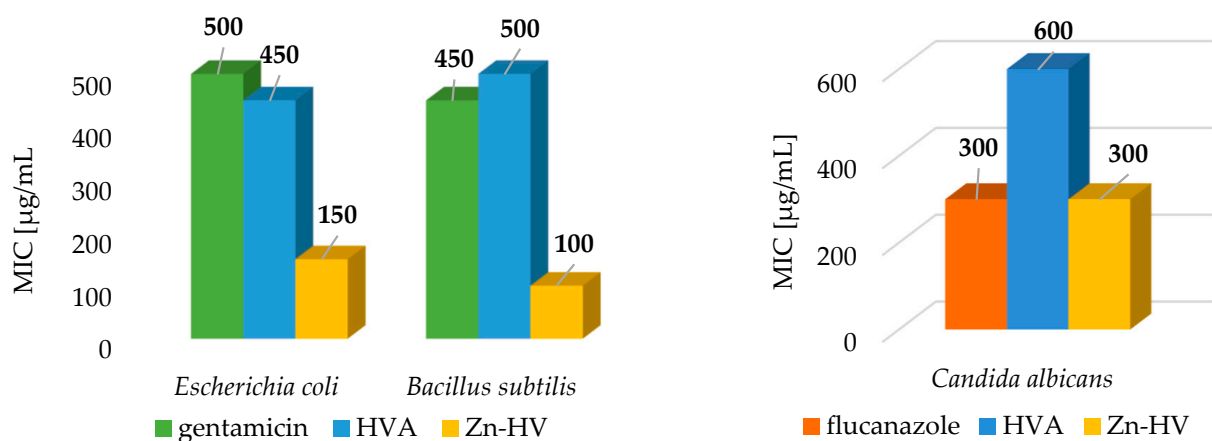 500
450
150
450
500
100
MIC [µg/mL
500
400
300
200
100
0
Escherichia coli
Bacillus subtilis
gentamicin
HVA
Zn-HV
600
300
300
MIC [µg/mL]
600
400
200
0
Candida albicans
flucanazole
HVA
Zn-HV